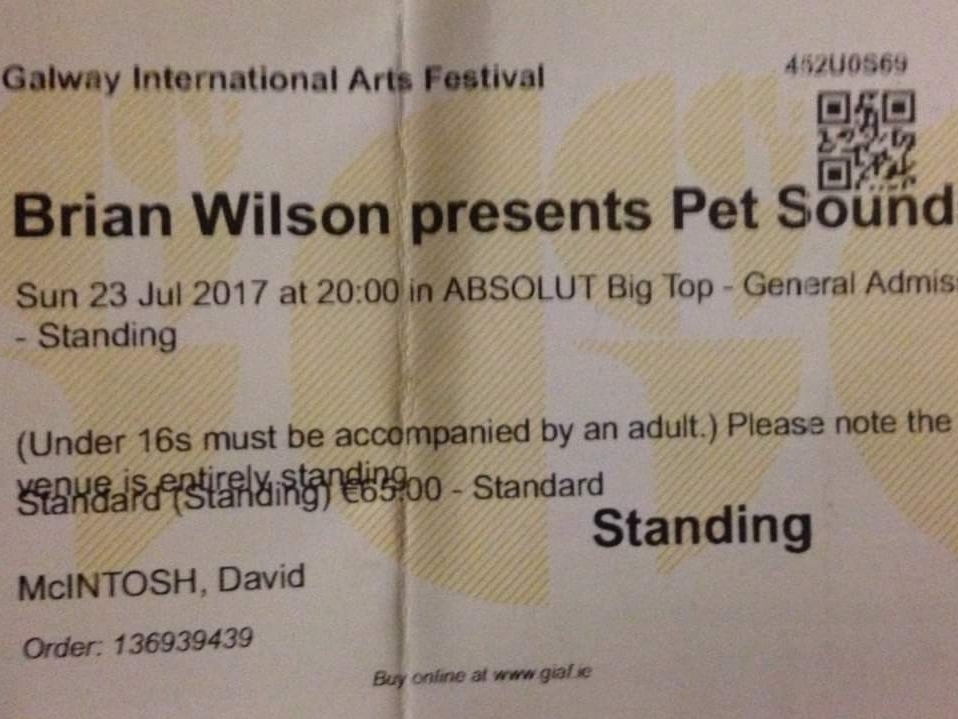 Galway International Arts Festival
452U0S69
Brian Wilson presents Pet Sound
Sun 23 Jul 2017 at 20:00 in ABSOLUT Big Top - General Admis
- Standing
(Under 16s must be accompanied by an adult.) Please note the
venue is entirely standing
Standard (Standing) €65.00 - Standard
Standing
McINTOSH, David
Order: 136939439
Buy online at www.giaf.ie